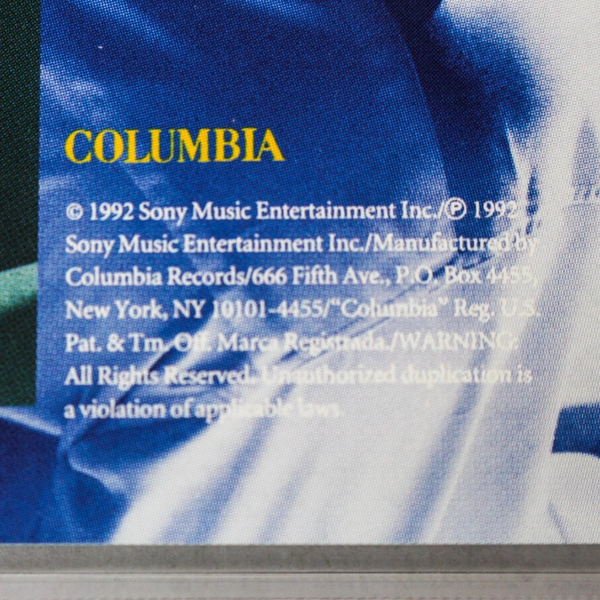 COLUMBIA
© 1992 Sony Music Entertainment Inc./℗ 1992
Sony Music Entertainment Inc./Manufactured by
Columbia Records/666 Fifth Ave., P.O. Box 4455,
New York, NY 10101-4455/"Columbia" Reg. U.S.
Pat. & Tm. Off. Marca Registrada./WARNING:
All Rights Reserved. Unauthorized duplication is
a violation of applicable laws.